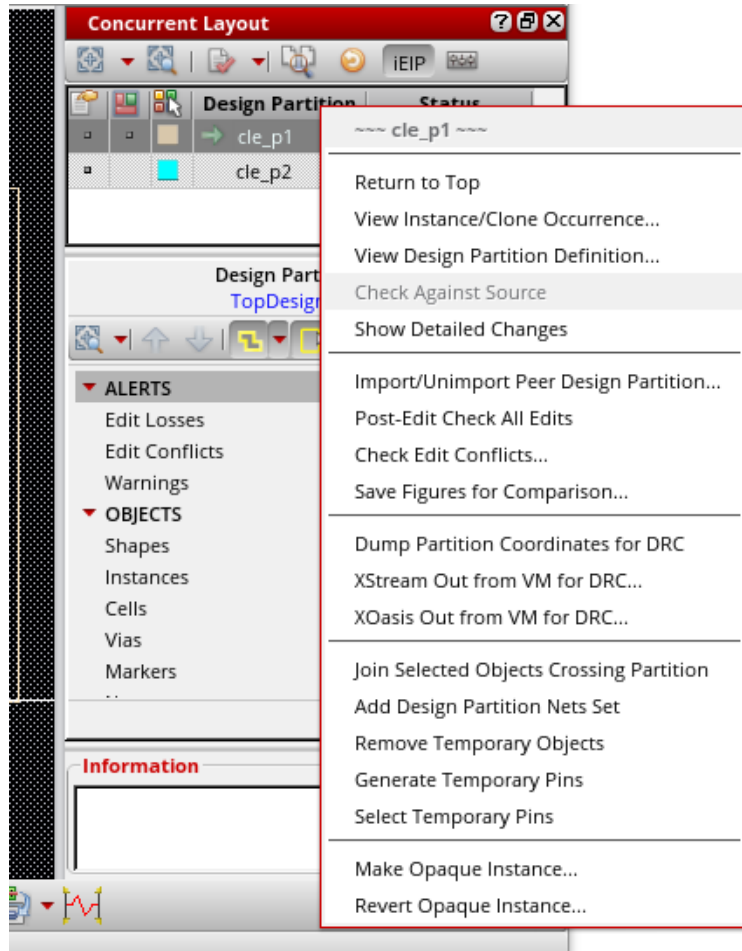 Concurrent Layout
iEIP
Design Partition Status
cle_p1
cle_p2
Design Part
TopDesign
ALERTS
Edit Losses
Edit Conflicts
Warnings
OBJECTS
Shapes
Instances
Cells
Vias
Markers
Information
~~~ cle_p1 ~~~
Return to Top
View Instance/Clone Occurrence...
View Design Partition Definition...
Check Against Source
Show Detailed Changes
Import/Unimport Peer Design Partition...
Post-Edit Check All Edits
Check Edit Conflicts...
Save Figures for Comparison...
Dump Partition Coordinates for DRC
XStream Out from VM for DRC...
XOasis Out from VM for DRC...
Join Selected Objects Crossing Partition
Add Design Partition Nets Set
Remove Temporary Objects
Generate Temporary Pins
Select Temporary Pins
Make Opaque Instance...
Revert Opaque Instance...